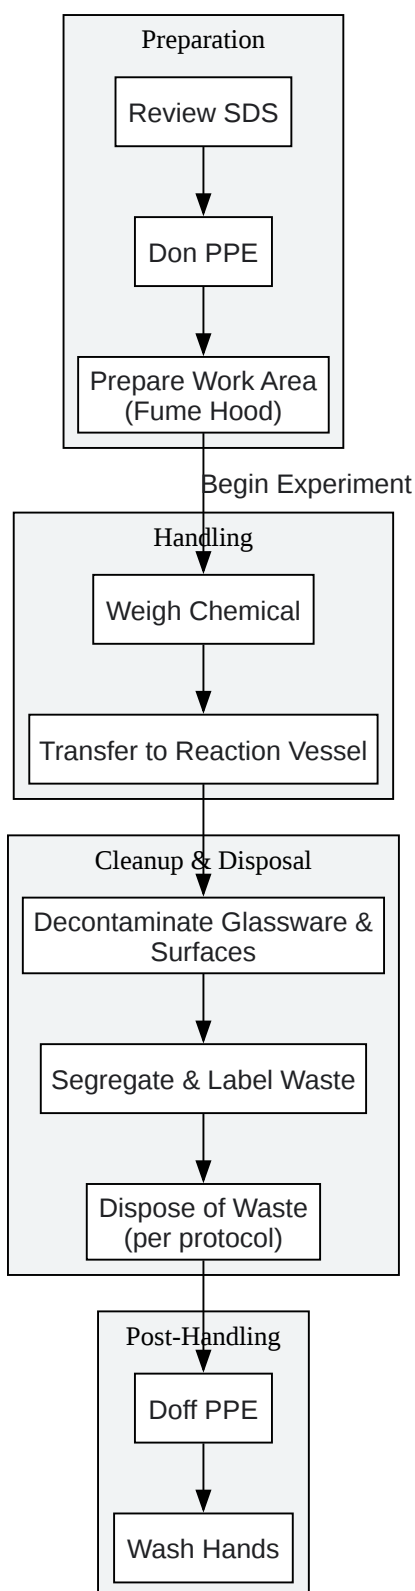 Preparation
Review SDS
Don PPE
Prepare Work Area
(Fume Hood)
Begin Experiment
Handling
Weigh Chemical
Transfer to Reaction Vessel
Cleanup & Disposal
Decontaminate Glassware &
Surfaces
Segregate & Label Waste
Dispose of Waste
(per protocol)
Post-Handling
Doff PPE
Wash Hands